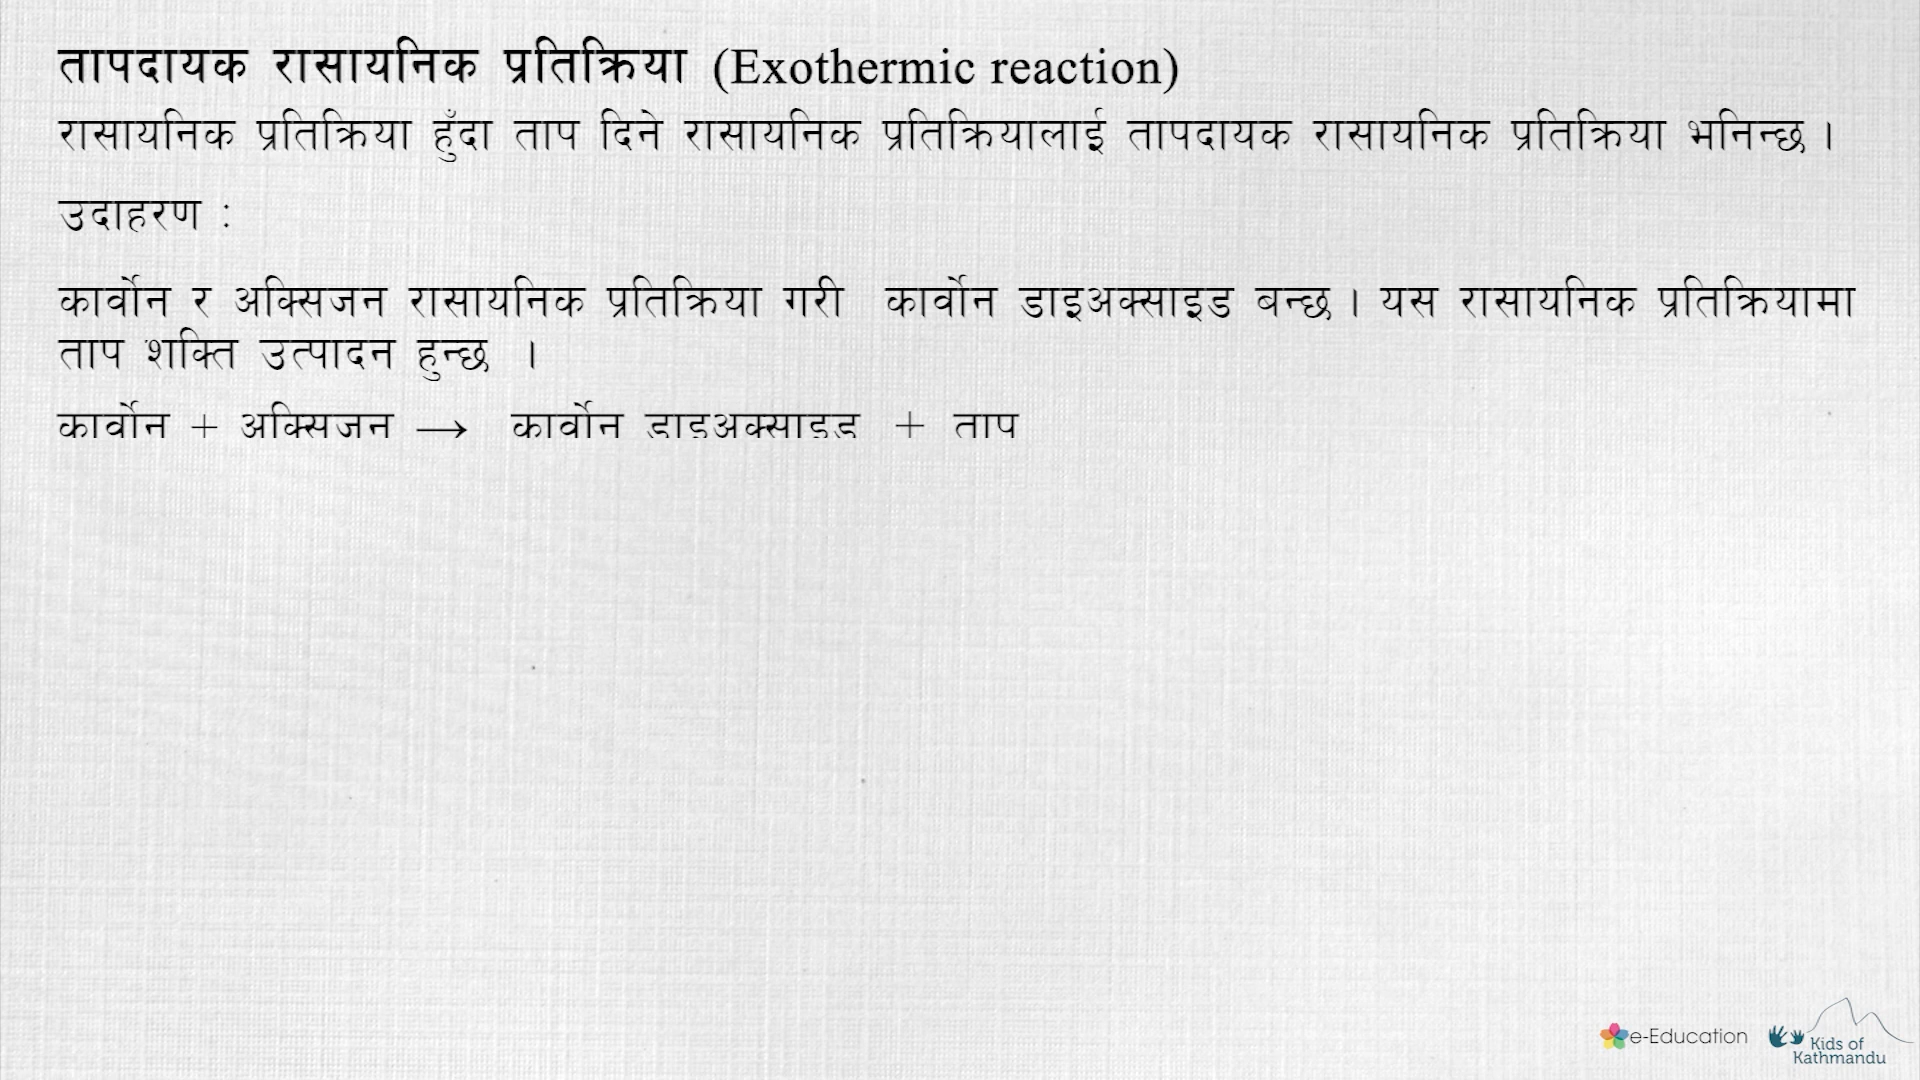 तापदायक रासायनिक प्रतिक्रिया (Exothermic reaction)
रासायनिक प्रतिक्रिया हुँदा ताप दिने रासायनिक प्रतिक्रियालाई तापदायक रासायनिक प्रतिक्रिया भनिन्छ ।
उदाहरण :
कार्वोन र अक्सिजन रासायनिक प्रतिक्रिया गरी कार्वोन डाइअक्साइड बन्छ । यस रासायनिक प्रतिक्रियामा
ताप शक्ति उत्पादन हुन्छ ।
कार्वोन + अक्सिजन → कार्वोन डाइअक्साइड + ताप
e-Education
Kids of
Kathmandu